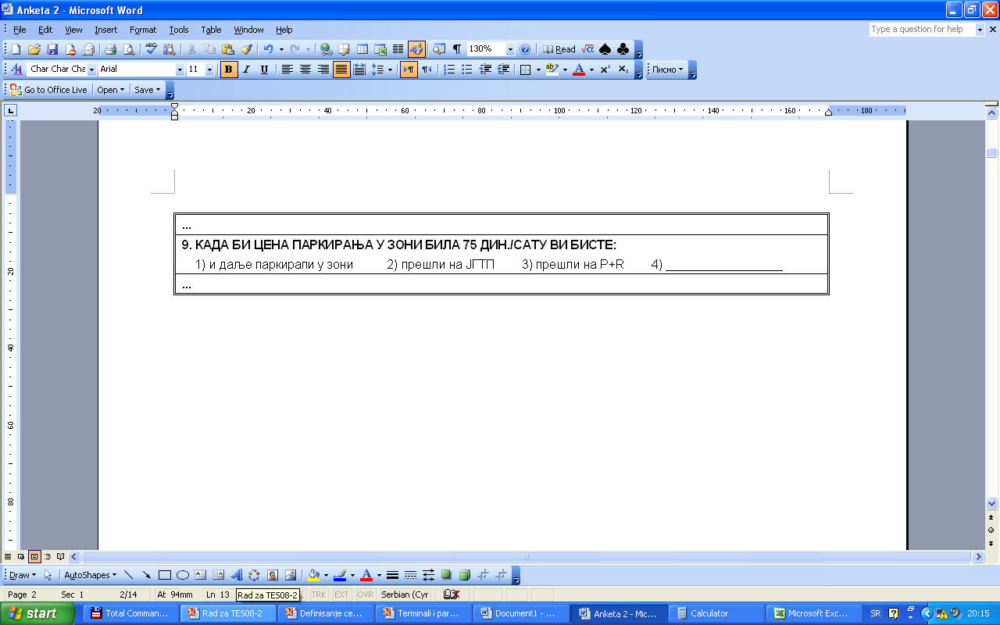 Anketa 2 - Microsoft Word
File Edit View Insert Format Tools Table Window Help Type a question for help
130% Read
Char Char Cha Arial 11 B I U Писмо
Go to Office Live Open Save
20 20 40 60 80 100 120 140 160 180
...
9. КАДА БИ ЦЕНА ПАРКИРАЊА У ЗОНИ БИЛА 75 ДИН./САТУ ВИ БИСТЕ:
1) и даље паркирали у зони 2) прешли на ЈГТП 3) прешли на P+R 4) _________________
...
20
40
60
80
Draw AutoShapes
Page 2 Sec 1 2/14 At 94mm Ln 13 Rad za TES08-2 TRK EXT OVR Serbian (Cyr
start Total Comman... Rad za TES08-2 Definisanje ce... Terminali i par... Document1 - ... Anketa 2 - Mic... Calculator Microsoft Exc... SR 20:15